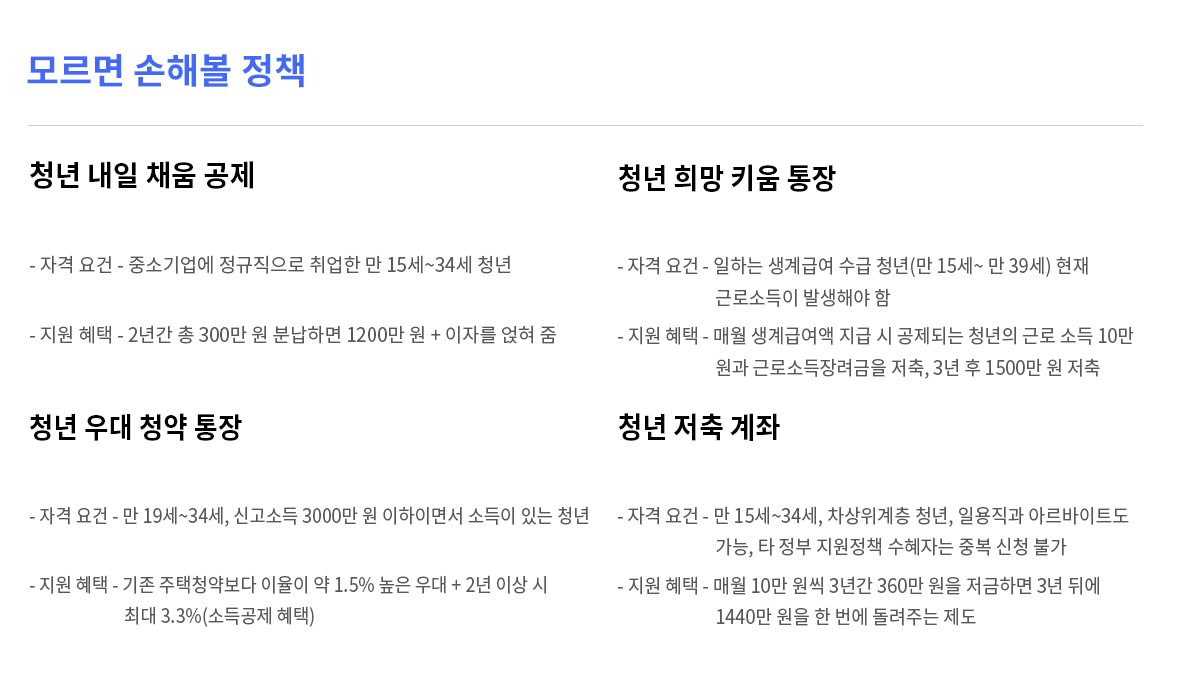 모르면 손해볼 정책
청년 내일 채움 공제
- 자격 요건 - 중소기업에 정규직으로 취업한 만 15세~34세 청년
- 지원 혜택 - 2년간 총 300만 원 분납하면 1200만 원 + 이자를 얹혀 줌
청년 희망 키움 통장
- 자격 요건 - 일하는 생계급여 수급 청년(만 15세~ 만 39세) 현재
근로소득이 발생해야 함
- 지원 혜택 - 매월 생계급여액 지급 시 공제되는 청년의 근로 소득 10만
원과 근로소득장려금을 저축, 3년 후 1500만 원 저축
청년 우대 청약 통장
- 자격 요건 - 만 19세~34세, 신고소득 3000만 원 이하이면서 소득이 있는 청년
- 지원 혜택 - 기존 주택청약보다 이율이 약 1.5% 높은 우대 + 2년 이상 시
최대 3.3%(소득공제 혜택)
청년 저축 계좌
- 자격 요건 - 만 15세~34세, 차상위계층 청년, 일용직과 아르바이트도
가능, 타 정부 지원정책 수혜자는 중복 신청 불가
- 지원 혜택 - 매월 10만 원씩 3년간 360만 원을 저금하면 3년 뒤에
1440만 원을 한 번에 돌려주는 제도